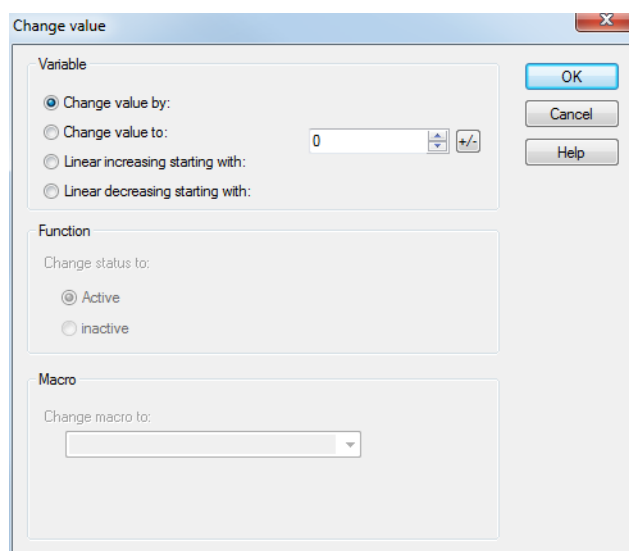 Change value
Variable
Change value by:
Change value to:
Linear increasing starting with:
Linear decreasing starting with:
0
+/-
OK
Cancel
Help
Function
Change status to:
Active
inactive
Macro
Change macro to: